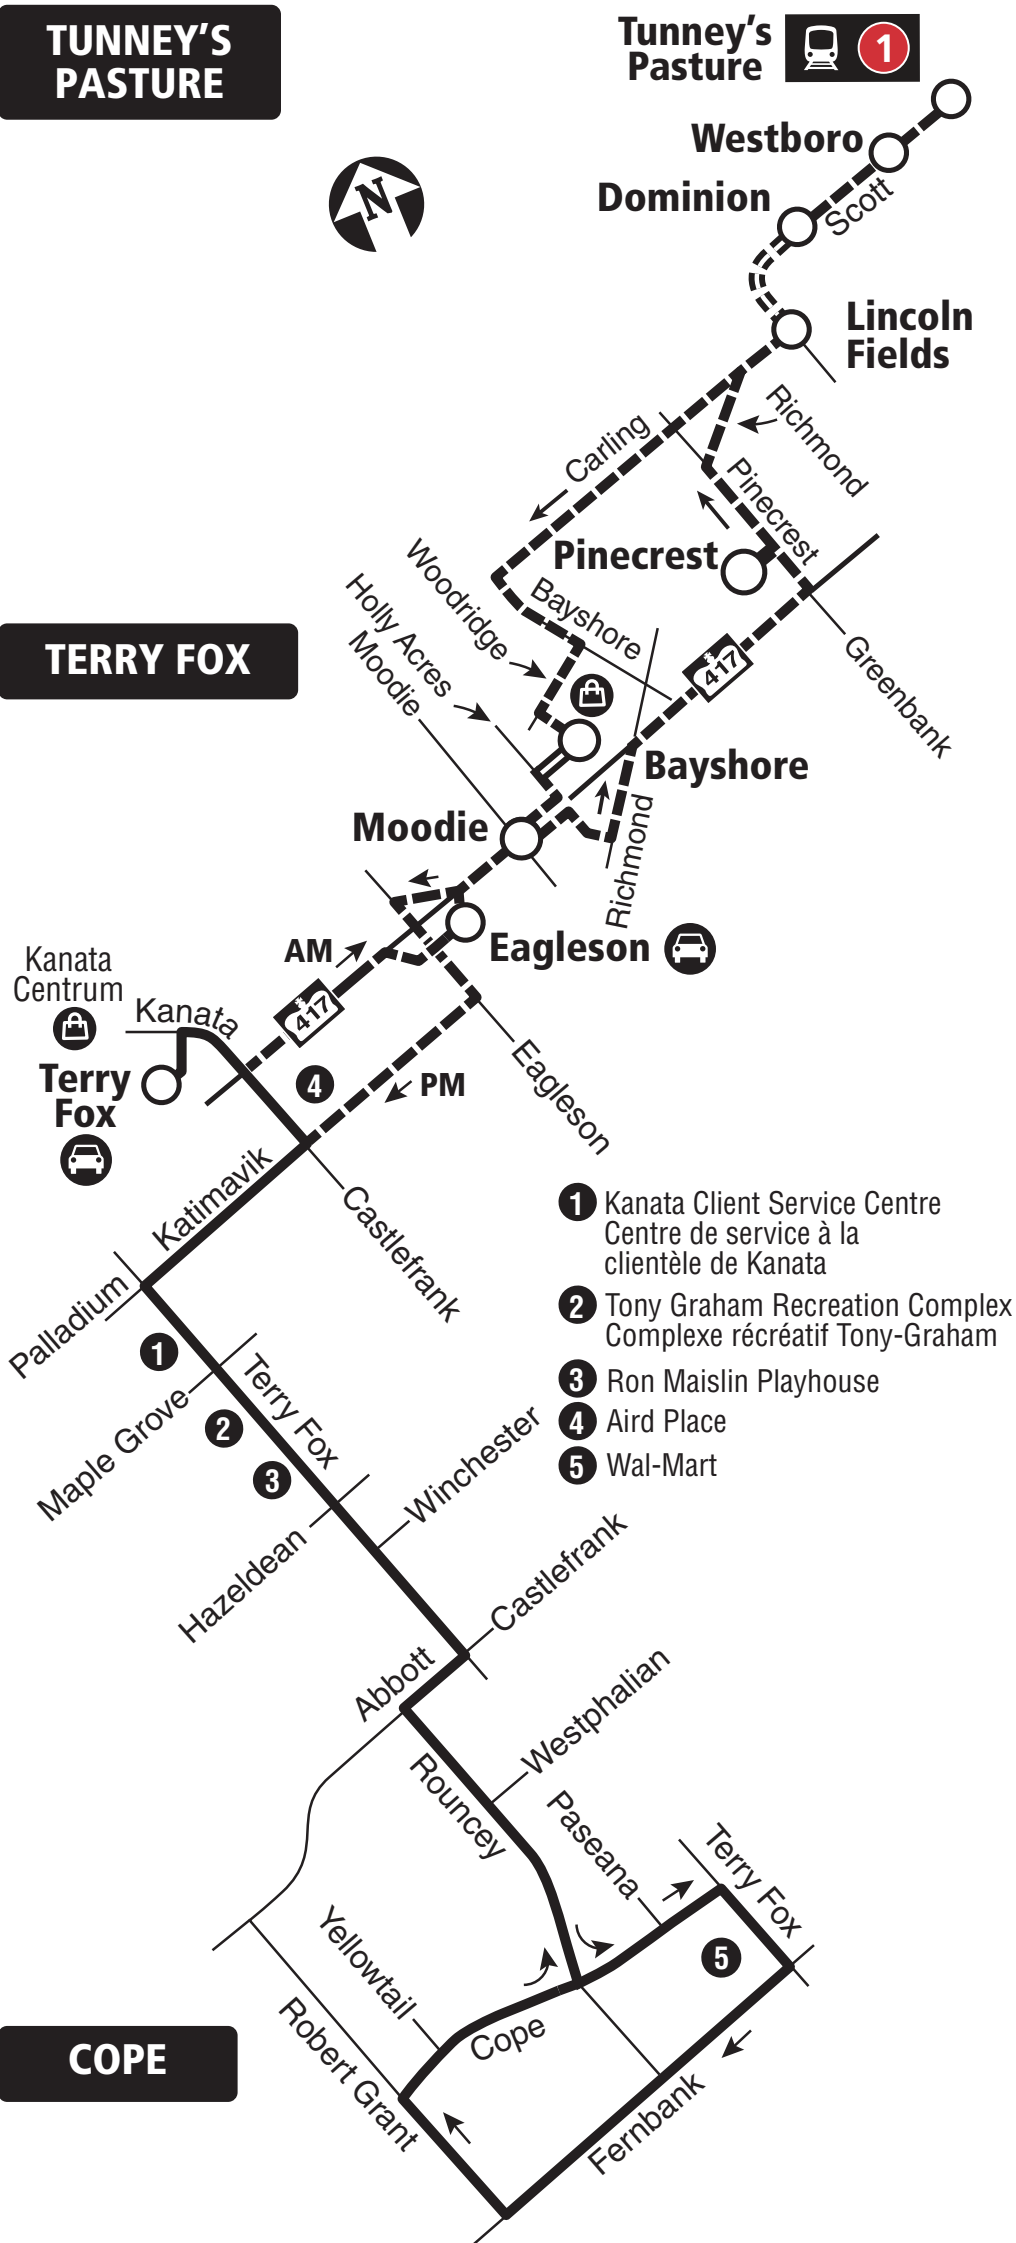 TUNNEY'S
PASTURE
Tunney's
Pasture
1
Westboro
N
Dominion
Scott
Lincoln
Fields
Richmond
Carling
Pinecrest
Pinecrest
Woodridge
Bayshore
Holly Acres
Moodie
TERRY FOX
417
Greenbank
Bayshore
Moodie
Richmond
AM
Eagleson
Kanata
Centrum
Kanata
417
Terry
Fox
4
PM
Eagleson
Katimavik
Castlefrank
1 Kanata Client Service Centre
Centre de service à la
clientèle de Kanata
2 Tony Graham Recreation Complex
Complexe récréatif Tony-Graham
3 Ron Maislin Playhouse
4 Aird Place
5 Wal-Mart
Palladium
1
Terry Fox
Maple Grove
2
3
Winchester
Hazeldean
Castlefrank
Abbott
Westphalian
Rouncey
Paseana
Terry Fox
Yellowtail
5
Robert Grant
Cope
COPE
Fernbank